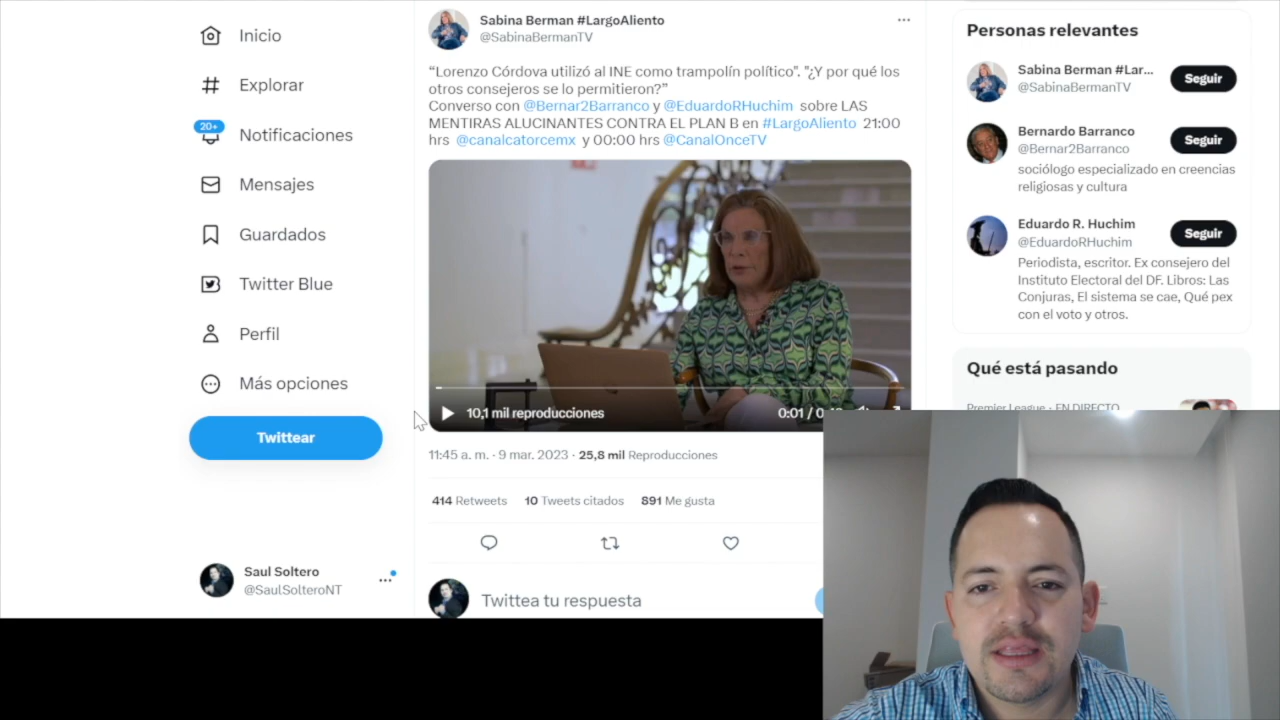 Inicio
Explorar
20+
Notificaciones
Mensajes
Guardados
Twitter Blue
Perfil
Más opciones
Twittear
Saul Soltero
@SaulSolteroNT
Sabina Berman #LargoAliento
@SabinaBermanTV
“Lorenzo Córdova utilizó al INE como trampolín político". "¿Y por qué los
otros consejeros se lo permitieron?”
Converso con @Bernar2Barranco y @EduardoRHuchim sobre LAS
MENTIRAS ALUCINANTES CONTRA EL PLAN B en #LargoAliento 21:00
hrs @canalcatorcemx y 00:00 hrs @CanalOnceTV
10,1 mil reproducciones
0:01 / 0
11:45 a. m. · 9 mar. 2023 · 25,8 mil Reproducciones
414 Retweets 10 Tweets citados 891 Me gusta
Twittea tu respuesta
Personas relevantes
Sabina Berman #Lar...
@SabinaBermanTV
Seguir
Bernardo Barranco
@Bernar2Barranco
Seguir
sociólogo especializado en creencias
religiosas y cultura
Eduardo R. Huchim
@EduardoRHuchim
Seguir
Periodista, escritor. Ex consejero del
Instituto Electoral del DF. Libros: Las
Conjuras, El sistema se cae, Qué pex
con el voto y otros.
Qué está pasando
Premier League · EN DIRECTO